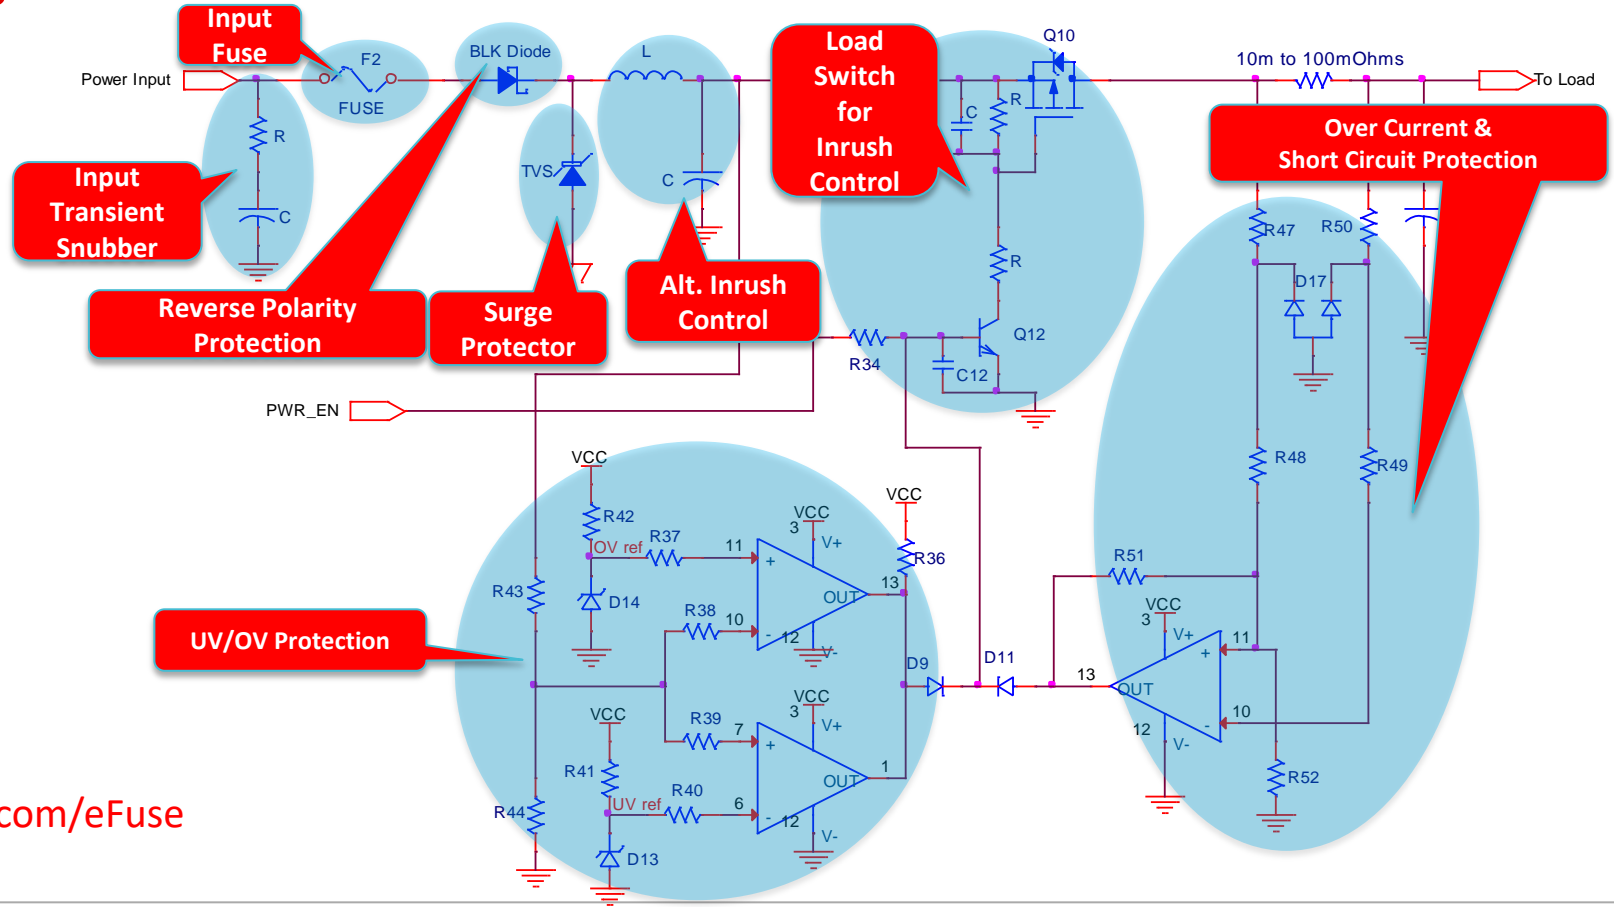 Input
Fuse
F2
FUSE
BLK Diode
L
Load
Switch
for
Inrush
Control
Q10
10m to 100mOhms
Power Input
To Load
R
C
TVS
C
C
R
Over Current &
Short Circuit Protection
Input
Transient
Snubber
R47
R50
R
D17
Reverse Polarity
Protection
Surge
Protector
Alt. Inrush
Control
R34
C12
Q12
PWR_EN
VCC
R42
OV ref
R37
11
VCC
3
V+
+
VCC
R36
R48
R49
R43
D14
R38
10
-
12
V-
OUT
13
R51
VCC
3
V+
11
+
UV/OV Protection
D9
D11
13
OUT
10
-
12
V-
VCC
R39
7
VCC
3
V+
+
R41
UV ref
R40
6
-
12
V-
OUT
1
R52
R44
D13
com/eFuse